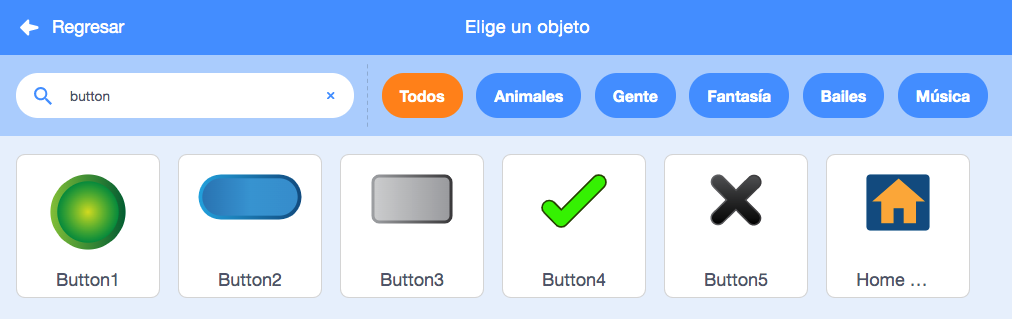 Regresar
Elige un objeto
button
Todos
Animales
Gente
Fantasía
Bailes
Música
Button1
Button2
Button3
Button4
Button5
Home ...